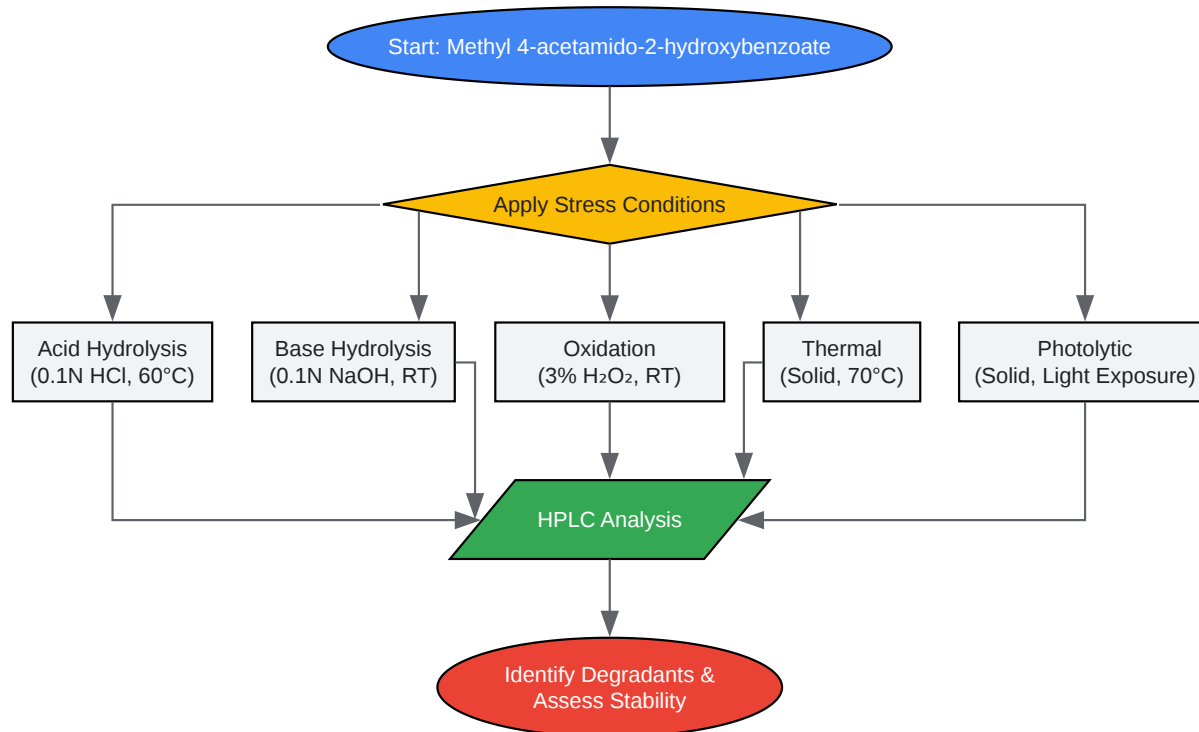 Start: Methyl 4-acetamido-2-hydroxybenzoate
Apply Stress Conditions
Acid Hydrolysis
(0.1N HCl, 60°C)
Base Hydrolysis
(0.1N NaOH, RT)
Oxidation
(3% H₂O₂, RT)
Thermal
(Solid, 70°C)
Photolytic
(Solid, Light Exposure)
HPLC Analysis
Identify Degradants &
Assess Stability